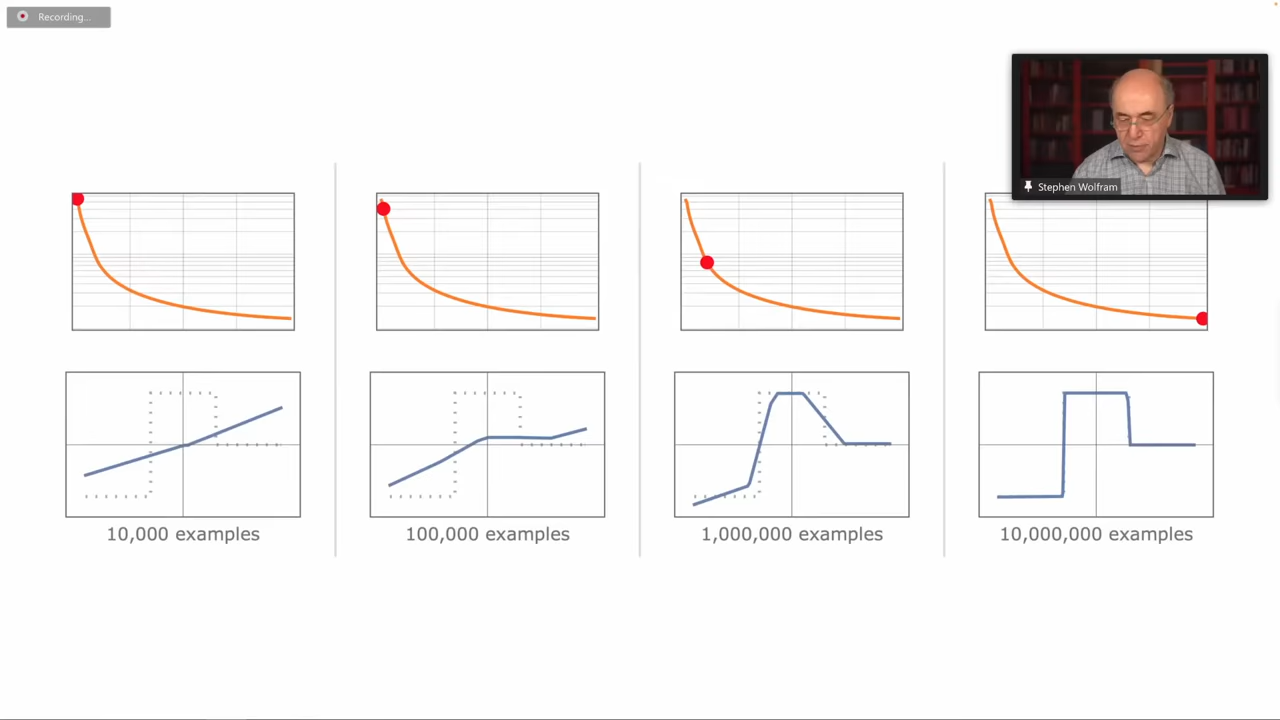 Recording...
Stephen Wolfram
10,000 examples
100,000 examples
1,000,000 examples
10,000,000 examples